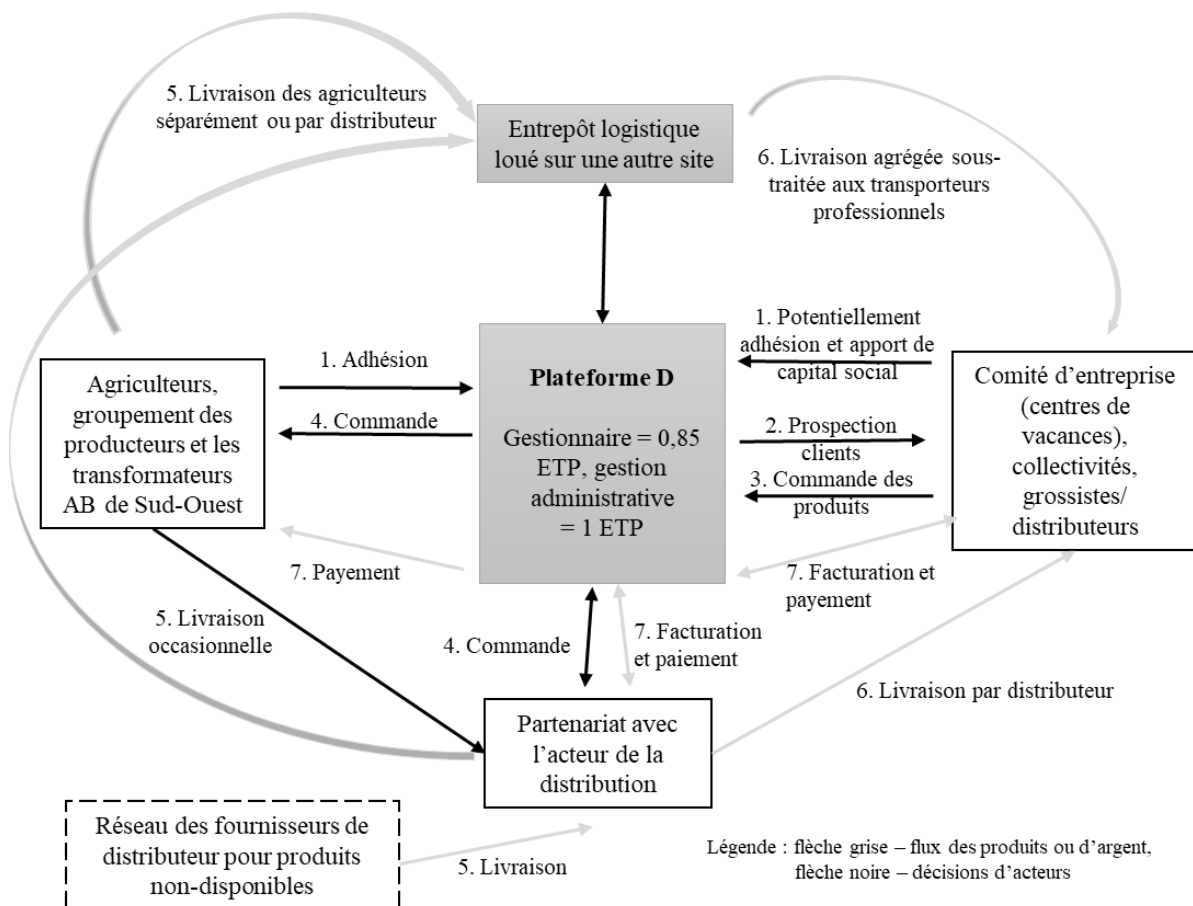 5. Livraison des agriculteurs
séparément ou par distributeur
Entrepôt logistique
loué sur une autre site
6. Livraison agrégée sous-
traitée aux transporteurs
professionnels
1. Adhésion
4. Commande
Agriculteurs,
groupement des
producteurs et les
transformateurs
AB de Sud-Ouest
Plateforme D
Gestionnaire = 0,85
ETP, gestion
administrative
= 1 ETP
1. Potentiellement
adhésion et apport de
capital social
2. Prospection
clients
3. Commande des
produits
Comité d’entreprise
(centres de
vacances),
collectivités,
grossistes/
distributeurs
7. Payement
7. Facturation et
payement
5. Livraison
occasionnelle
4. Commande
7. Facturation
et paiement
6. Livraison par distributeur
Partenariat avec
l’acteur de la
distribution
Réseau des fournisseurs de
distributeur pour produits
non-disponibles
5. Livraison
Légende : flèche grise – flux des produits ou d’argent,
flèche noire – décisions d’acteurs